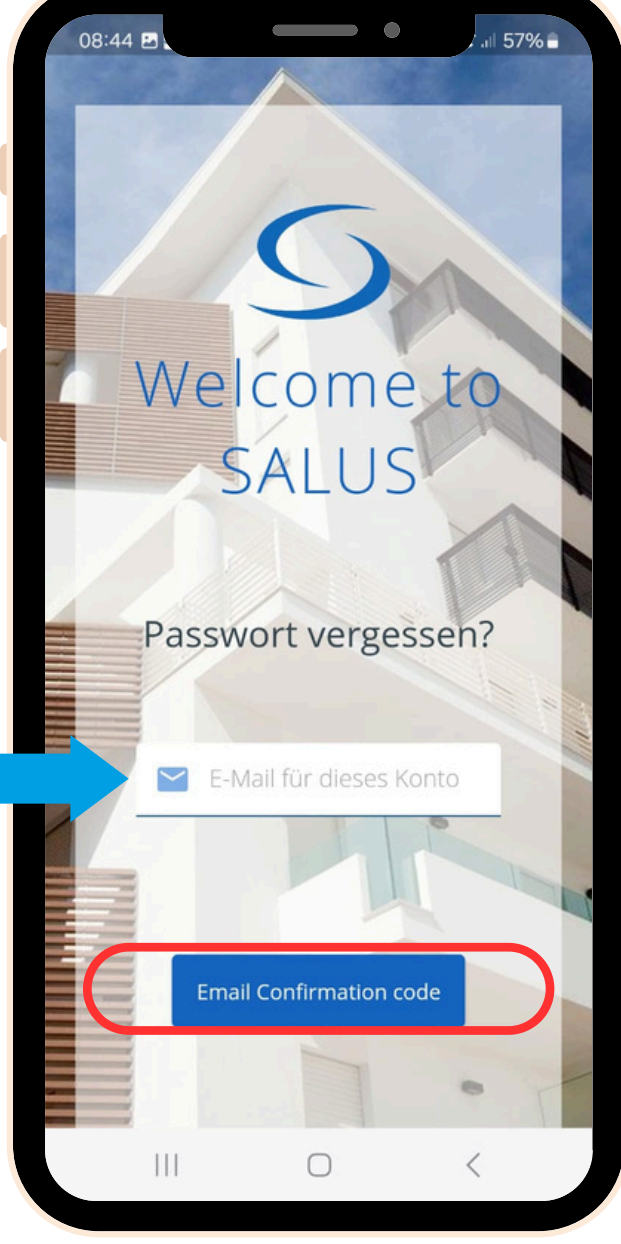 08:44
57%
Welcome to
SALUS
Passwort vergessen?
E-Mail für dieses Konto
Email Confirmation code